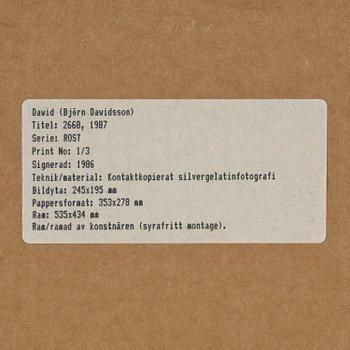 Dawid (Björn Davidsson)
Titel: 2668, 1987
Serie: ROST
Print No: 1/3
Signerad: 1986
Teknik/material: Kontaktkopierat silvergelatinfotografi
Bildyta: 245x195 mm
Pappersformat: 353x278 mm
Ram: 535x434 mm
Ram/ramad av konstnären (syrafritt montage).